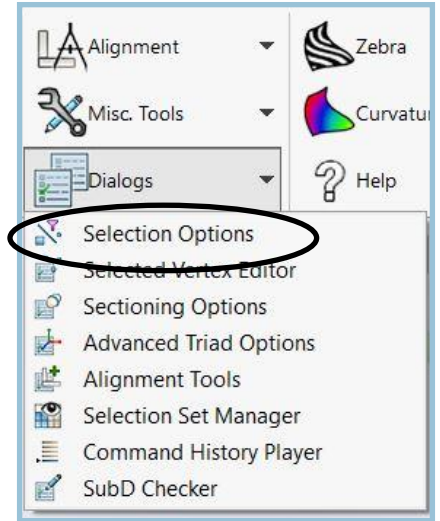 Alignment
Zebra
Misc. Tools
Curvatu
Dialogs
Help
Selection Options
Selected Vertex Editor
Sectioning Options
Advanced Triad Options
Alignment Tools
Selection Set Manager
Command History Player
SubD Checker